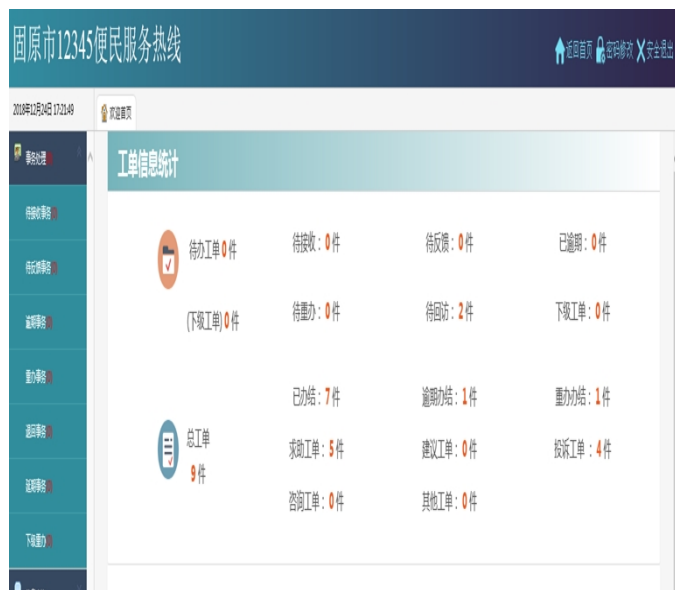 固原市12345便民服务热线
返回首页 密码修改 安全退出
2018年12月24日 17:21:49
欢迎首页
事务处理
工单信息统计
待接收事务
待反馈事务
逾期事务
重办事务
退回事务
延期事务
下级重办
待办工单 0 件 待接收：0 件 待反馈：0 件 已逾期：0 件
(下级工单) 0 件 待重办：0 件 待回访：2 件 下级工单：0 件
已办结：7 件 逾期办结：1 件 重办办结：1 件
总工单
9 件
求助工单：5 件 建议工单：0 件 投诉工单：4 件
咨询工单：0 件 其他工单：0 件